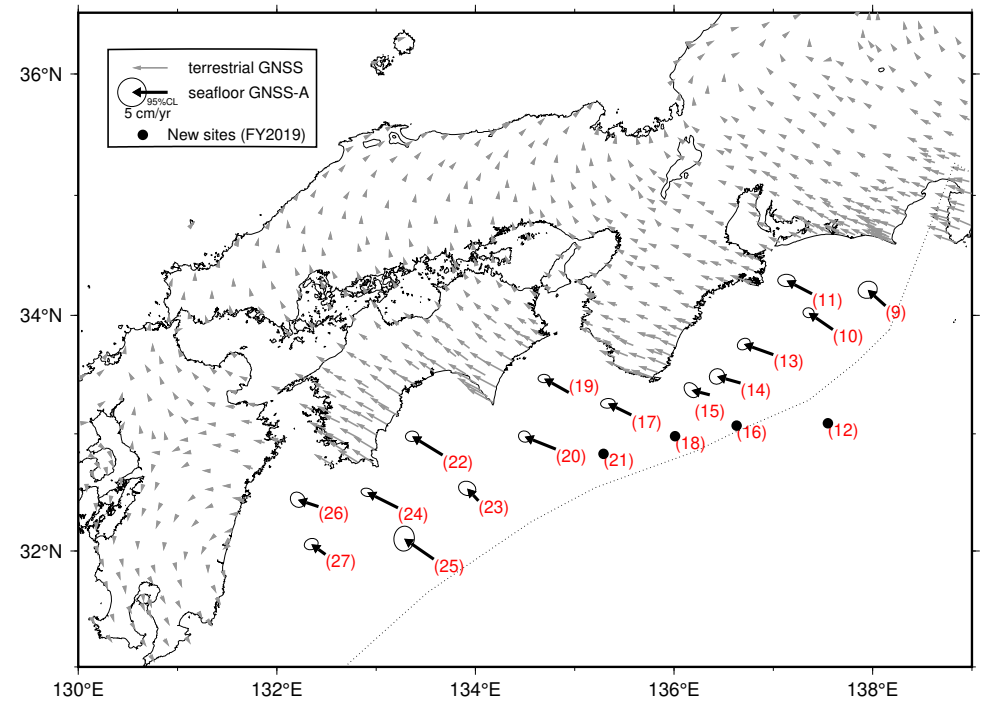 36°N
34°N
32°N
terrestrial GNSS
seafloor GNSS-A
95%CL
5 cm/yr
New sites (FY2019)
(11)
(9)
(10)
(13)
(14)
(19)
(15)
(17)
(16)
(12)
(18)
(20)
(21)
(22)
(23)
(26)
(24)
(27)
(25)
130°E
132°E
134°E
136°E
138°E